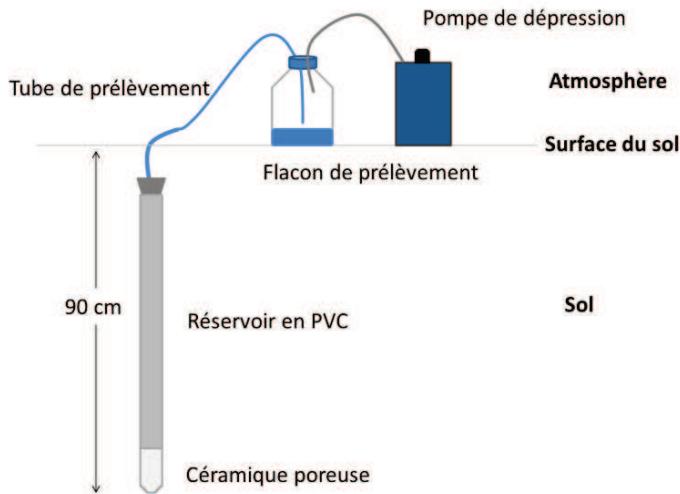 Pompe de dépression
Tube de prélèvement
Atmosphère
Surface du sol
Flacon de prélèvement
90 cm
Sol
Réservoir en PVC
Céramique poreuse